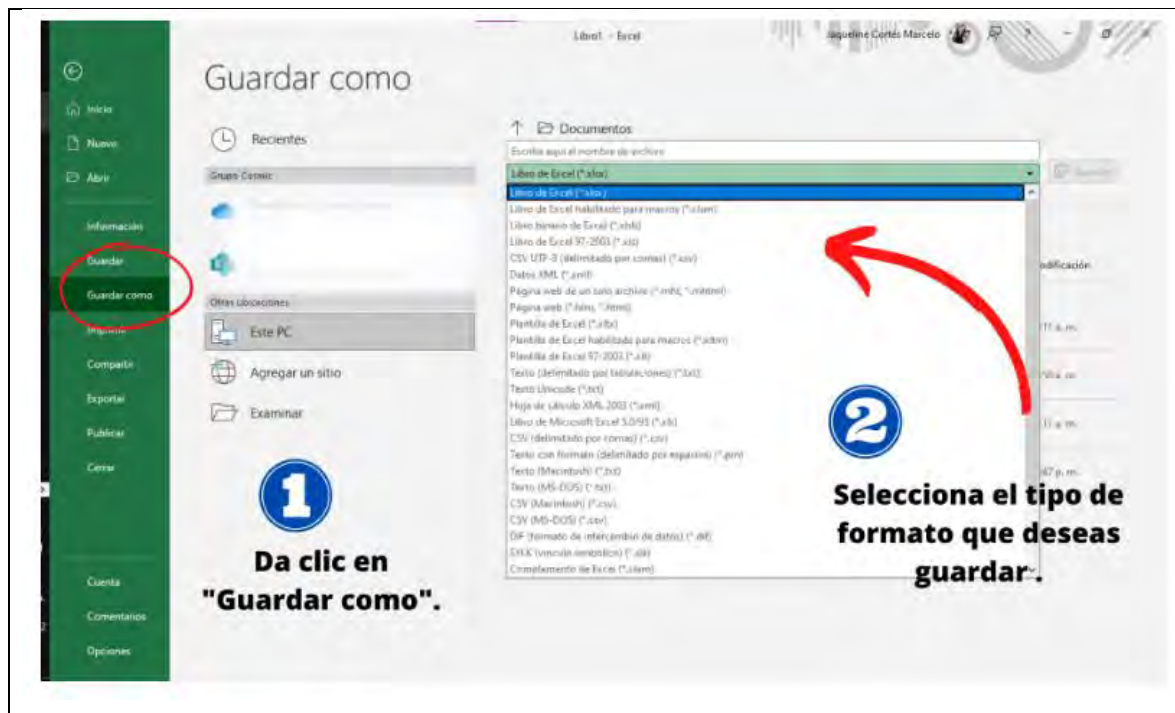 Libro1 - Excel
Jaqueline Cortés Marcelo
?
Guardar como
Inicio
Nuevo
Abrir
Información
Guardar
Guardar como
Imprimir
Compartir
Exportar
Publicar
Cerrar
Cuenta
Comentarios
Opciones
Recientes
Grupo Cosmic
Otras ubicaciones
Este PC
Agregar un sitio
Examinar
Documentos
Escriba aquí el nombre de archivo
Libro de Excel (*.xlsx)
Guardar
Libro de Excel (*.xlsx)
Libro de Excel habilitado para macros (*.xlsm)
Libro binario de Excel (*.xlsb)
Libro de Excel 97-2003 (*.xls)
CSV UTF-8 (delimitado por comas) (*.csv)
Datos XML (*.xml)
Página web de un solo archivo (*.mht, *.mhtml)
Página web (*.htm, *.html)
Plantilla de Excel (*.xltx)
Plantilla de Excel habilitada para macros (*.xltm)
Plantilla de Excel 97-2003 (*.xlt)
Texto (delimitado por tabulaciones) (*.txt)
Texto Unicode (*.txt)
Hoja de cálculo XML 2003 (*.xml)
Libro de Microsoft Excel 5.0/95 (*.xls)
CSV (delimitado por comas) (*.csv)
Texto con formato (delimitado por espacios) (*.prn)
Texto (Macintosh) (*.txt)
Texto (MS-DOS) (*.txt)
CSV (Macintosh) (*.csv)
CSV (MS-DOS) (*.csv)
DIF (formato de intercambio de datos) (*.dif)
SYLK (vínculo simbólico) (*.slk)
Complemento de Excel (*.xlam)
odificación
a. m.
a. m.
a. m.
p. m.
1
Da clic en
"Guardar como".
2
Selecciona el tipo de
formato que deseas
guardar.